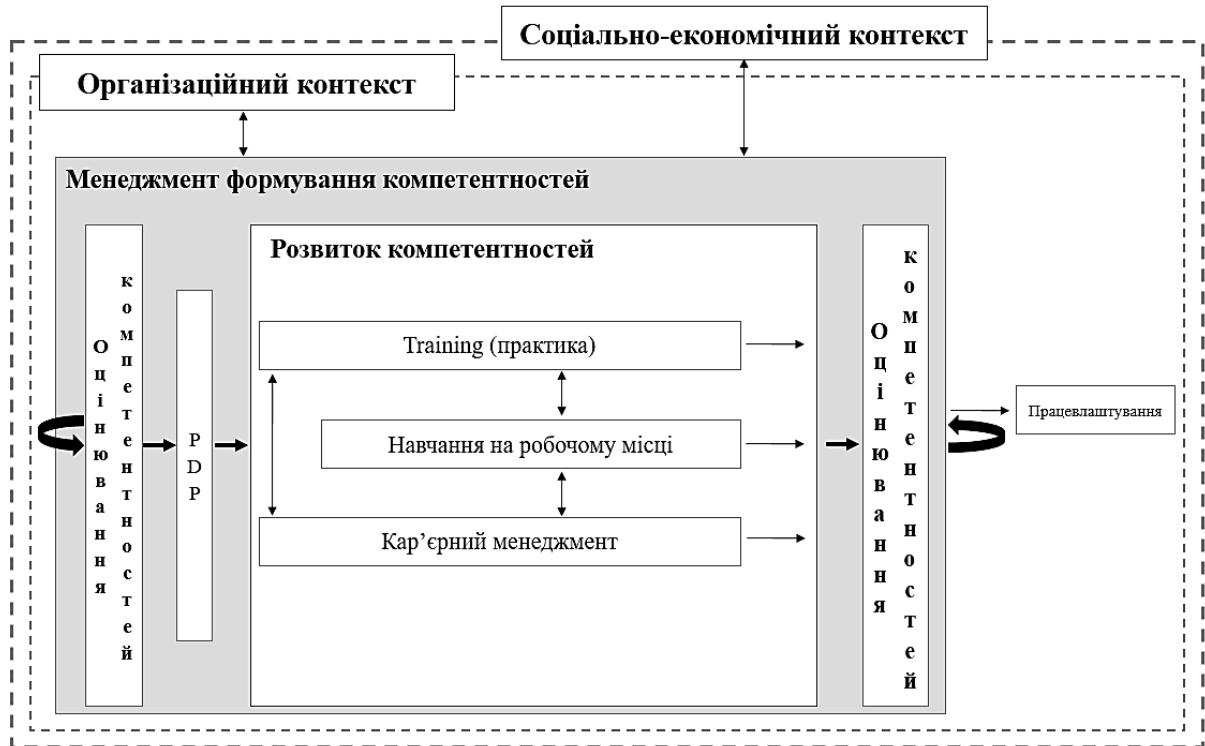 Соціально-економічний контекст
Організаційний контекст
Менеджмент формування компетентностей
Оцінювання
компетентностей
PDP
Розвиток компетентностей
Training (практика)
Навчання на робочому місці
Кар’єрний менеджмент
Оцінювання
компетентностей
Працевлаштування